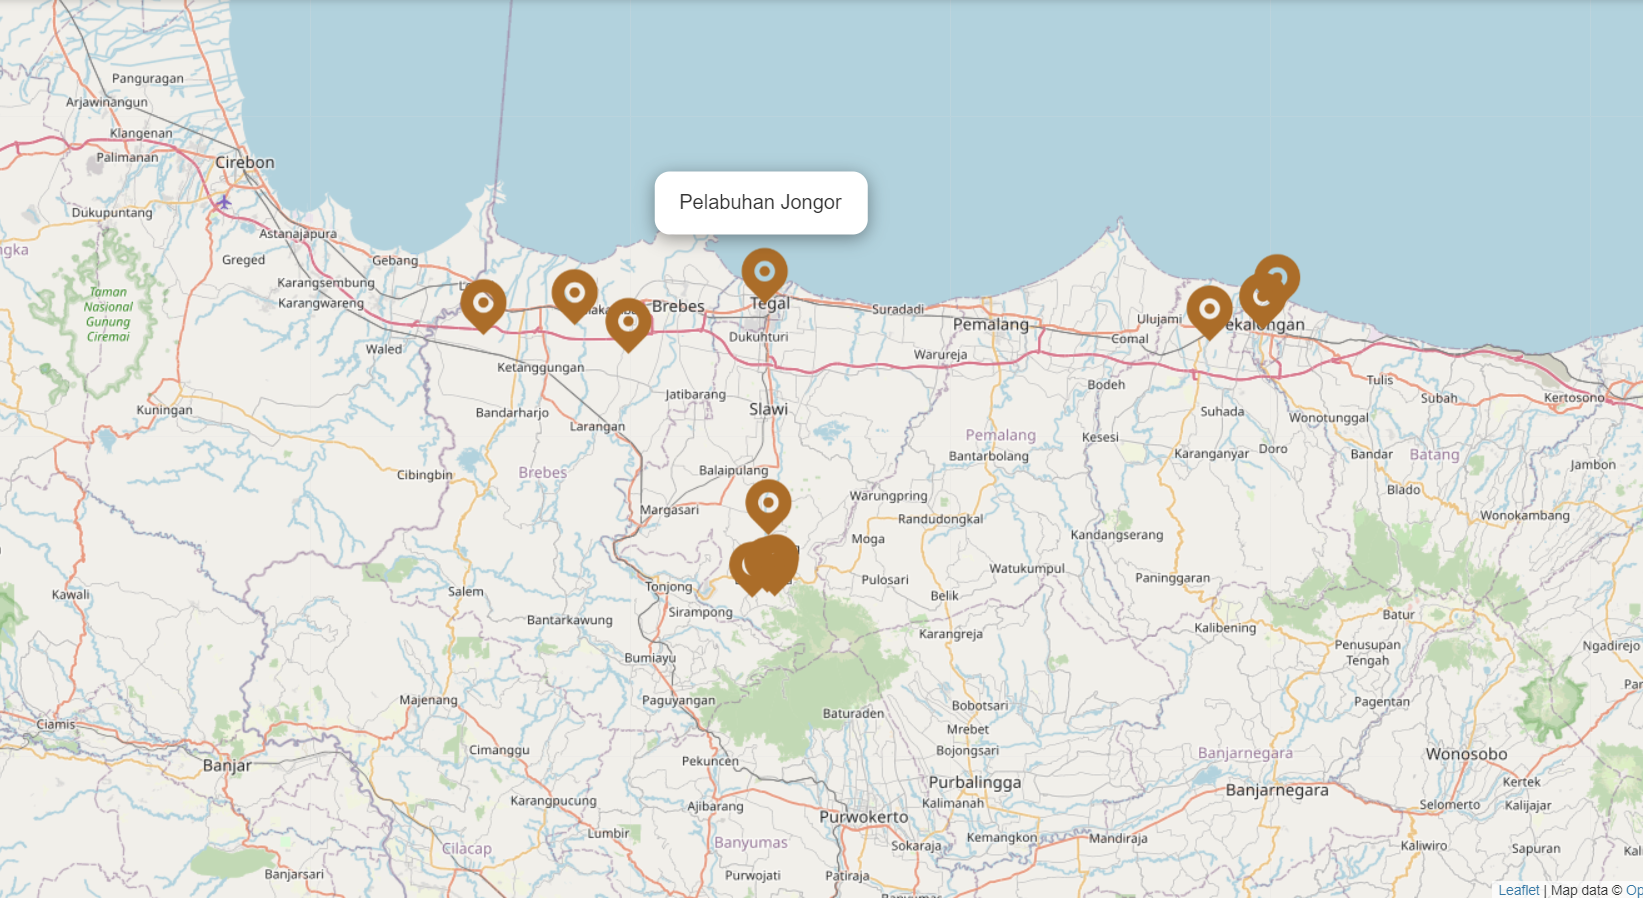 Panguragan
Arjawinangun
Klangenan
Palimanan
Cirebon
Dukupuntang
Astanajapura
Greged
Gebang
Karangsembung
Karangwareng
Taman
Nasional
Gunung
Ciremai
Waled
Kuningan
Pelabuhan Jongor
Brebes
Tegal
Dukuhturi
Suradadi
Pemalang
Warureja
Ulujami
Comal
Ketanggungan
Jatibarang
Slawi
Bandarharjo
Larangan
Bodeh
Suhada
Tulis
Subah
Kertosono
Wonotunggal
Kesesi
Karanganyar
Doro
Bandar
Batang
Jambon
Pemalang
Bantarbolang
Balaipulang
Brebes
Cibingbin
Margasari
Warungpring
Randudongkal
Blado
Wonokambang
Kandangserang
Moga
Watukumpul
Paninggaran
Tonjong
Pulosari
Belik
Kawali
Salem
Sirampong
Bantarkawung
Karangreja
Kalibening
Batur
Penusupan
Tengah
Ngadirejo
Bumiayu
Paguyangan
Majenang
Baturaden
Bobotsari
Mrebet
Bojongsari
Pagentan
Ciamis
Banjar
Cimanggu
Pekuncen
Purbalingga
Kalimanah
Banjarnegara
Banjarnegara
Wonosobo
Kertek
Kalijajar
Selomerto
Karangpucung
Ajibarang
Purwokerto
Lumbir
Banyumas
Sokaraja
Kemangkon
Mandiraja
Kaliwiro
Sapuran
Cilacap
Banjarsari
Purwojati
Patiraja
Leaflet | Map data ©